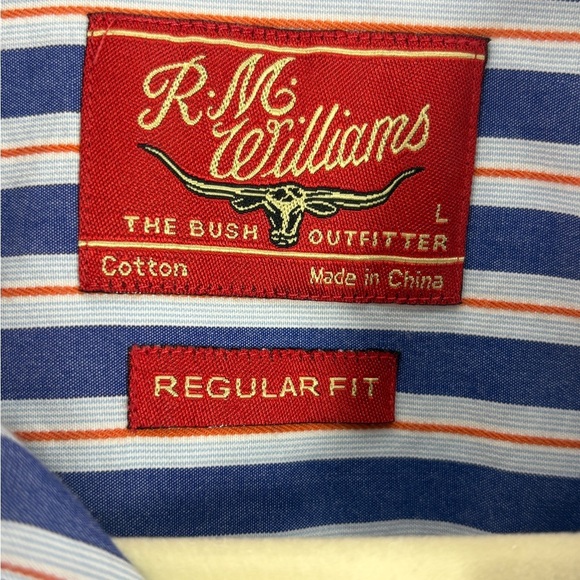 R.M.
Williams
L
THE BUSH OUTFITTER
Cotton Made in China
REGULAR FIT